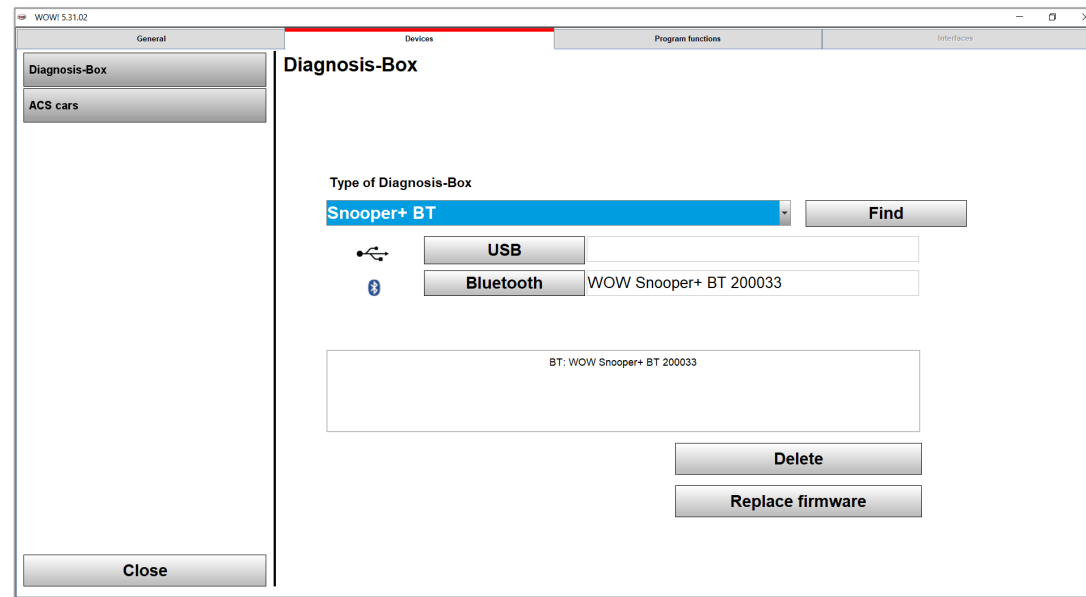 WOW! 5.31.02
General Devices Program functions Interfaces
Diagnosis-Box
ACS cars
Diagnosis-Box
Type of Diagnosis-Box
Snooper+ BT Find
USB
Bluetooth WOW Snooper+ BT 200033
BT: WOW Snooper+ BT 200033
Delete
Replace firmware
Close